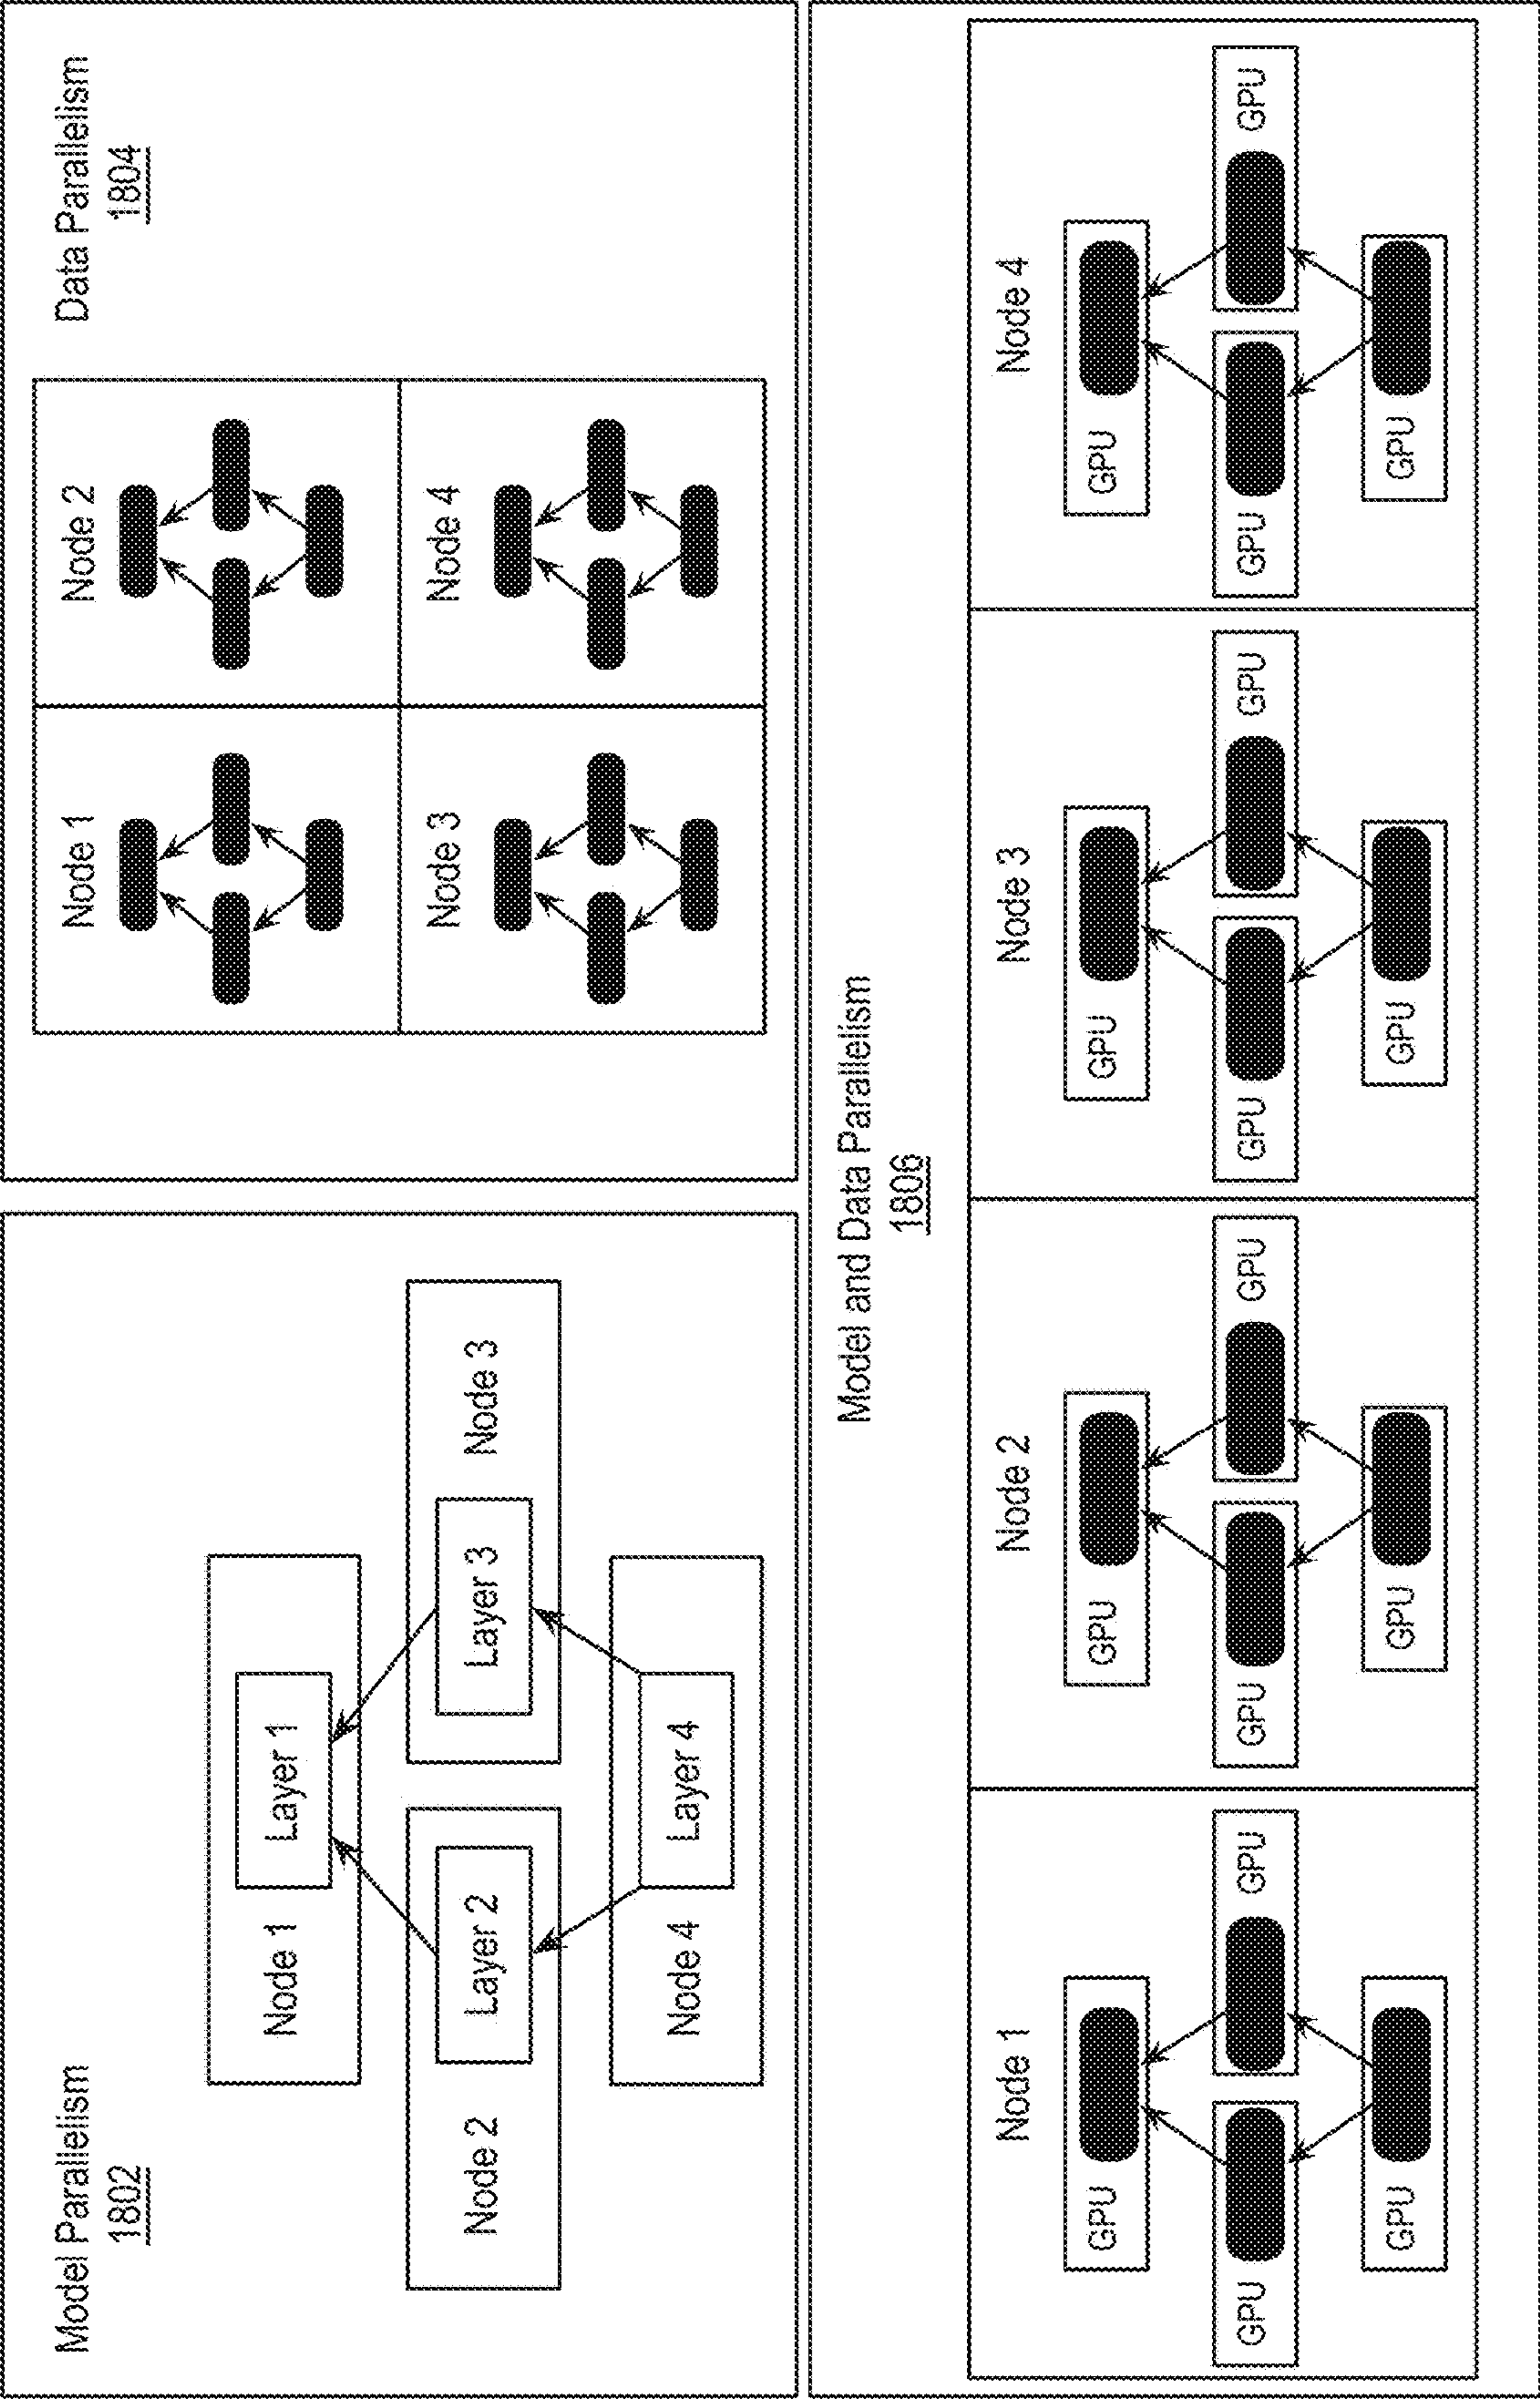 Model Parallelism
1802
Node 1
Layer 1
Node 2
Layer 2
Layer 3
Node 3
Node 4
Layer 4
Data Parallelism
1804
Node 1
Node 2
Node 3
Node 4
Model and Data Parallelism
1806
Node 1
GPU
GPU
GPU
GPU
Node 2
GPU
GPU
GPU
GPU
Node 3
GPU
GPU
GPU
GPU
Node 4
GPU
GPU
GPU
GPU